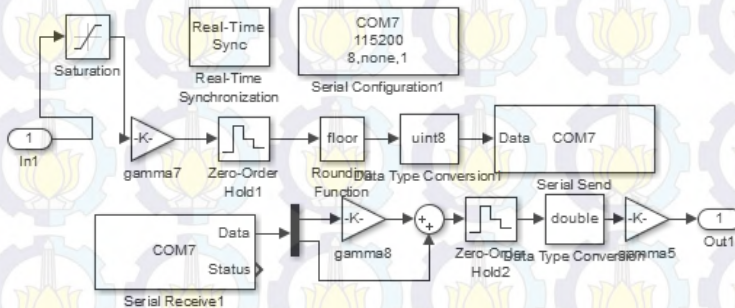 Real-Time
Sync
COM7
115200
8,none,1
Saturation
Real-Time
Synchronization
Serial Configuration1
1
In1
-K-
gamma7
Zero-Order
Hold1
floor
Rounding
Function
uint8
Data Type Conversion1
Data
COM7
Serial Send
COM7
Data
Status
Serial Receive1
-K-
gamma8
Zero-Order
Hold2
double
Data Type Conversion
-K-
gamma5
1
Out1